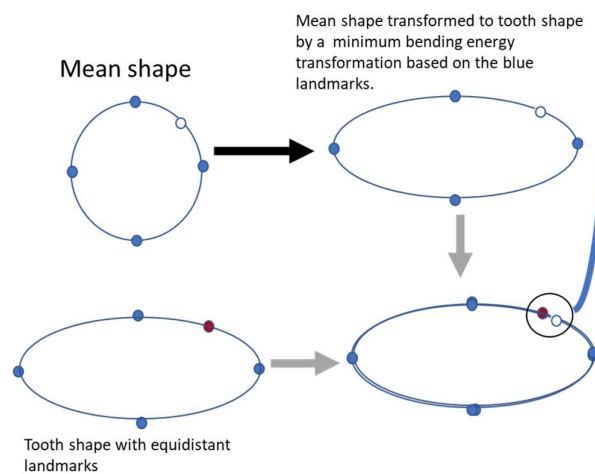 Mean shape transformed to tooth shape
by a minimum bending energy
transformation based on the blue
landmarks.
Mean shape
Tooth shape with equidistant
landmarks